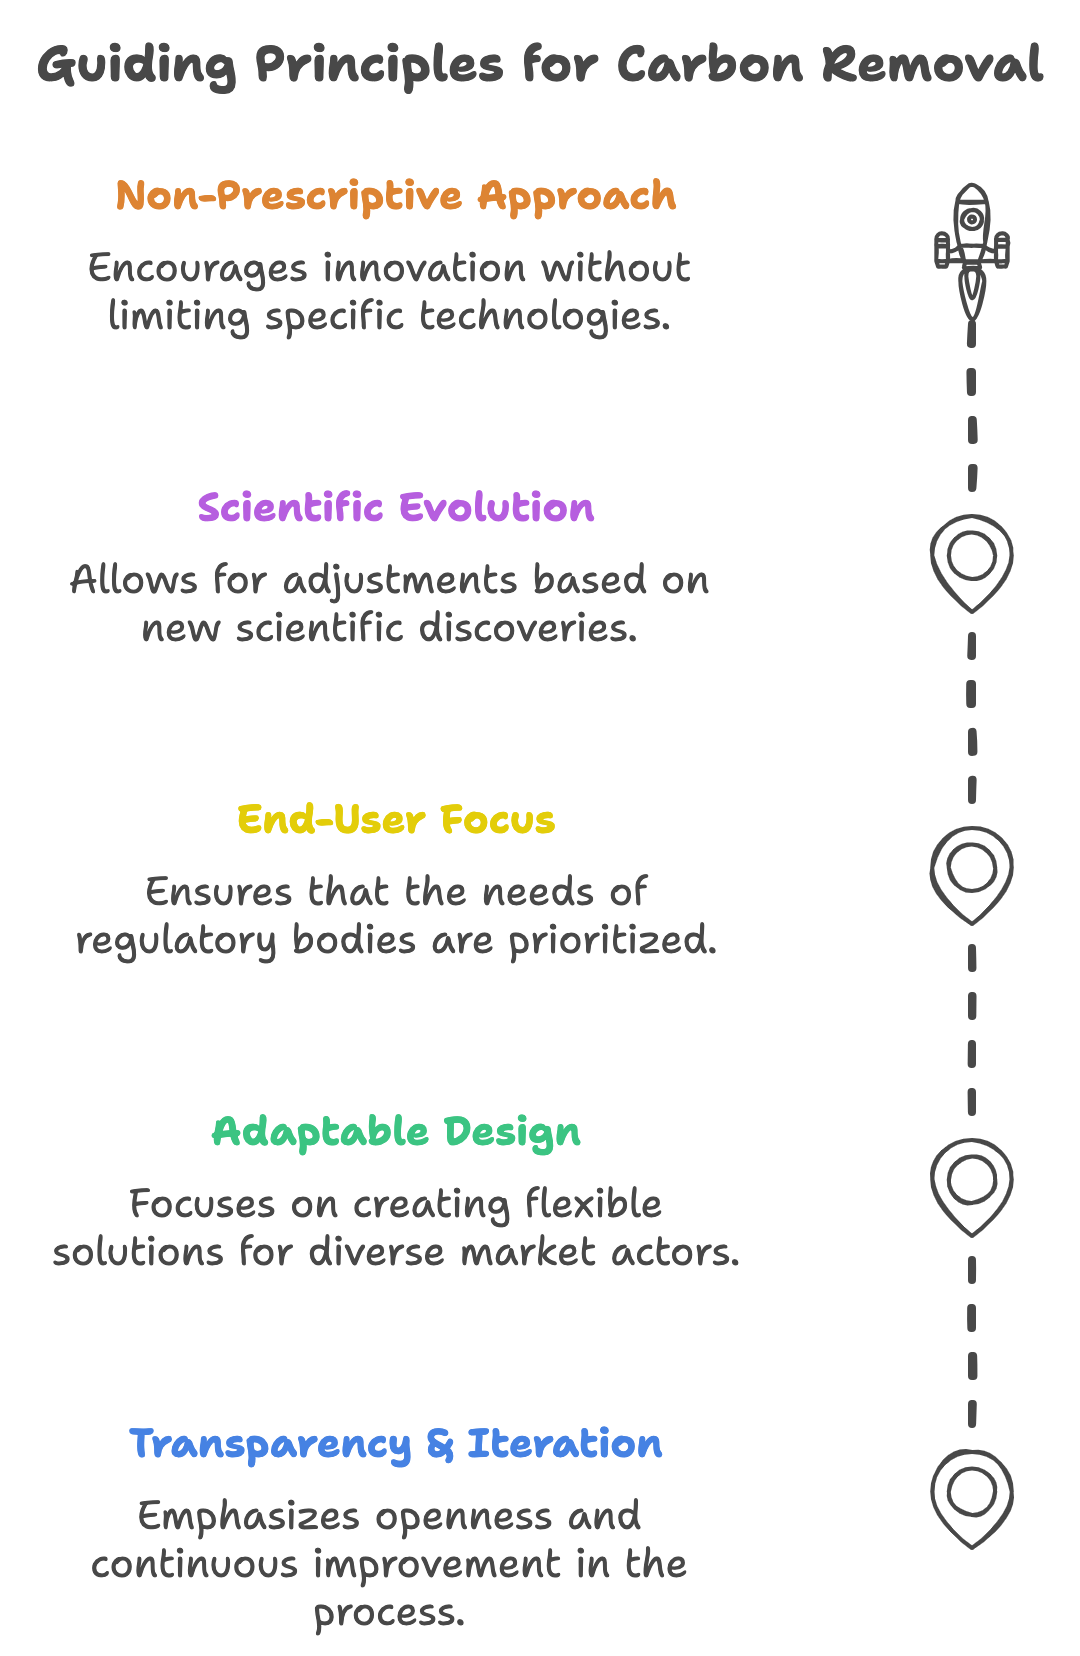 Guiding Principles for Carbon Removal
Non-Prescriptive Approach
Encourages innovation without
limiting specific technologies.
Scientific Evolution
Allows for adjustments based on
new scientific discoveries.
End-User Focus
Ensures that the needs of
regulatory bodies are prioritized.
Adaptable Design
Focuses on creating flexible
solutions for diverse market actors.
Transparency & Iteration
Emphasizes openness and
continuous improvement in the
process.